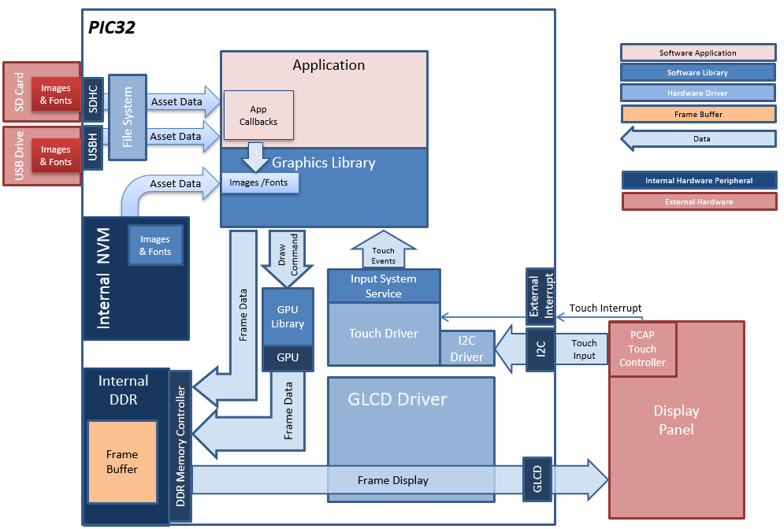 PIC32
SD Card
Images
& Fonts
SDHC
File System
Asset Data
USB Drive
Images
& Fonts
USBH
Asset Data
Application
App
Callbacks
Graphics Library
Images /Fonts
Asset Data
Internal NVM
Images
& Fonts
Frame Data
Draw
Command
Touch
Events
GPU
Library
GPU
Frame Data
Input System
Service
Touch Driver
I2C
Driver
External
Interrupt
I2C
Touch Interrupt
Touch
Input
PCAP
Touch
Controller
Display
Panel
Internal
DDR
Frame
Buffer
DDR Memory Controller
GLCD Driver
Frame Display
GLCD
Software Application
Software Library
Hardware Driver
Frame Buffer
Data
Internal Hardware Peripheral
External Hardware